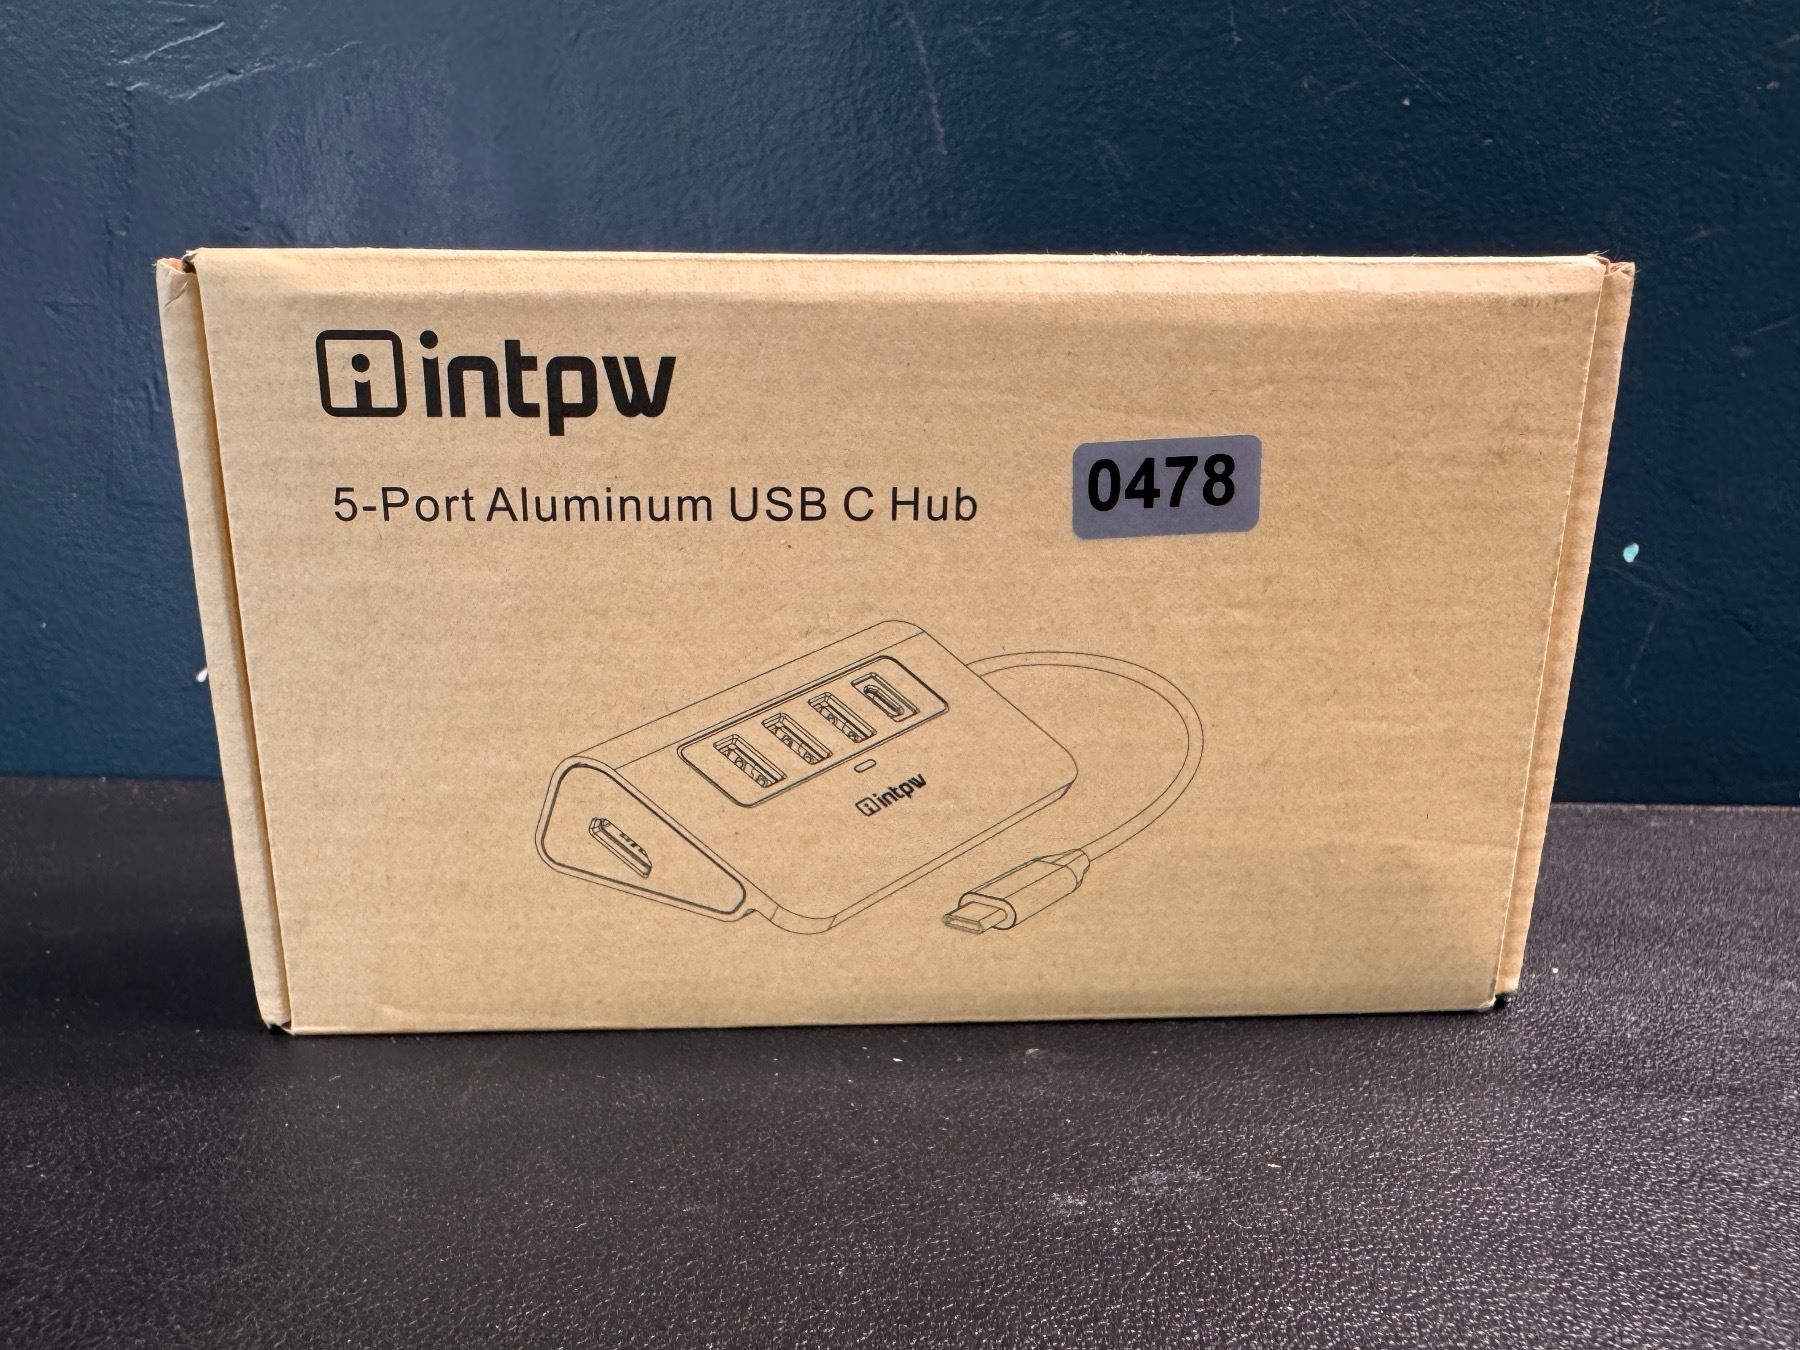 intpw
5-Port Aluminum USB C Hub
0478
intpw